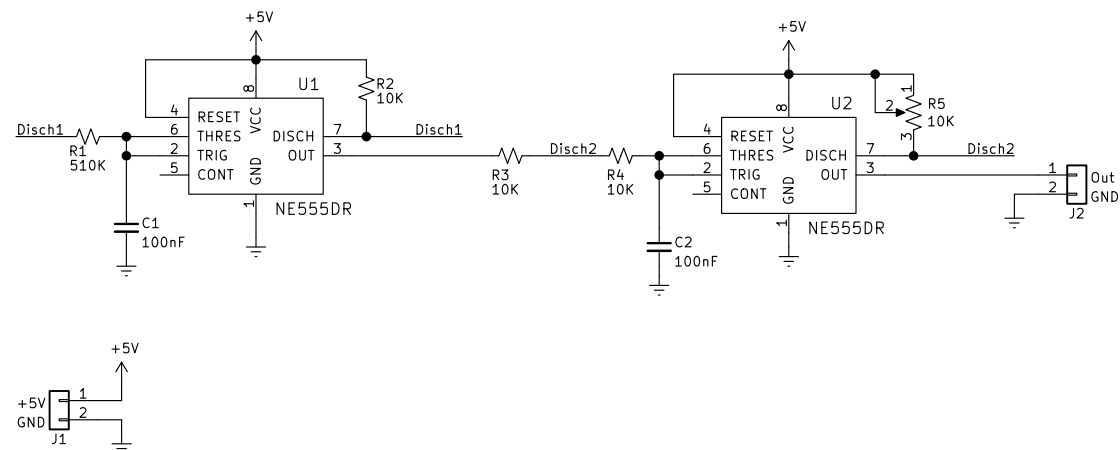 +5V
+5V
U1
R2
10K
8
VCC
4
RESET
Disch1
R1
510K
6
THRES
DISCH
7
Disch1
2
TRIG
OUT
3
5
CONT
GND
1
NE555DR
C1
100nF
R3
10K
Disch2
R4
10K
U2
8
VCC
1
2
3
R5
10K
4
RESET
6
THRES
DISCH
7
Disch2
2
TRIG
OUT
3
5
CONT
GND
1
NE555DR
C2
100nF
1
Out
2
GND
J2
+5V
+5V
1
GND
2
J1